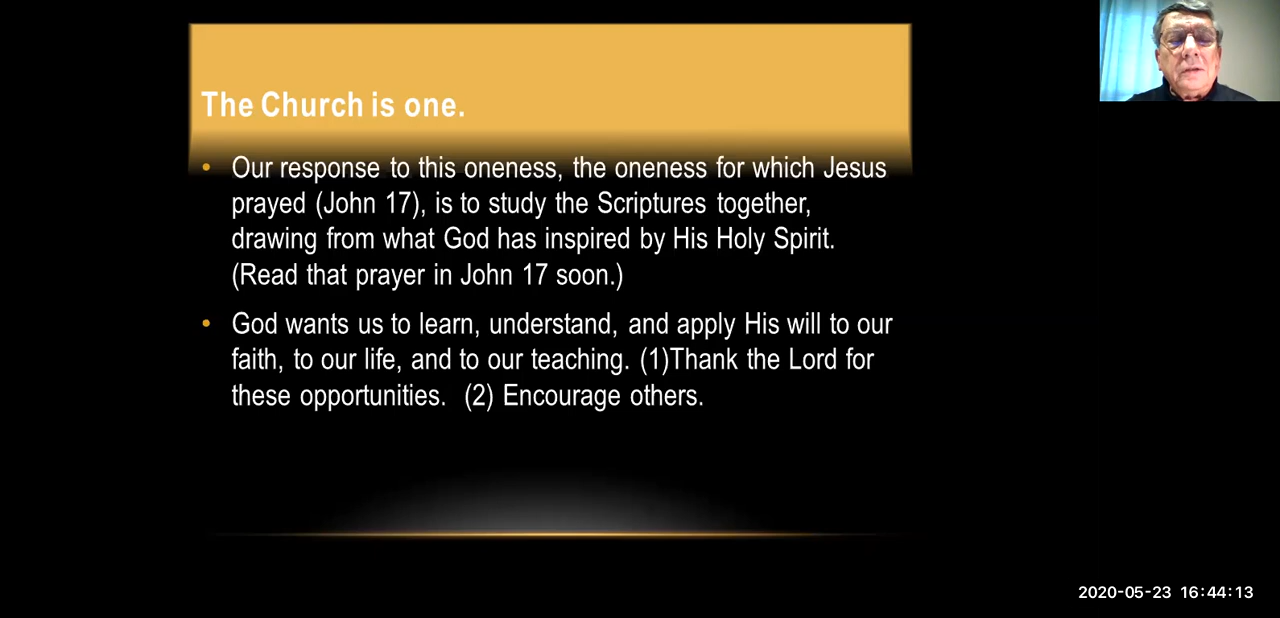 The Church is one.
• Our response to this oneness, the oneness for which Jesus
prayed (John 17), is to study the Scriptures together,
drawing from what God has inspired by His Holy Spirit.
(Read that prayer in John 17 soon.)
• God wants us to learn, understand, and apply His will to our
faith, to our life, and to our teaching. (1)Thank the Lord for
these opportunities. (2) Encourage others.
2020-05-23 16:44:13